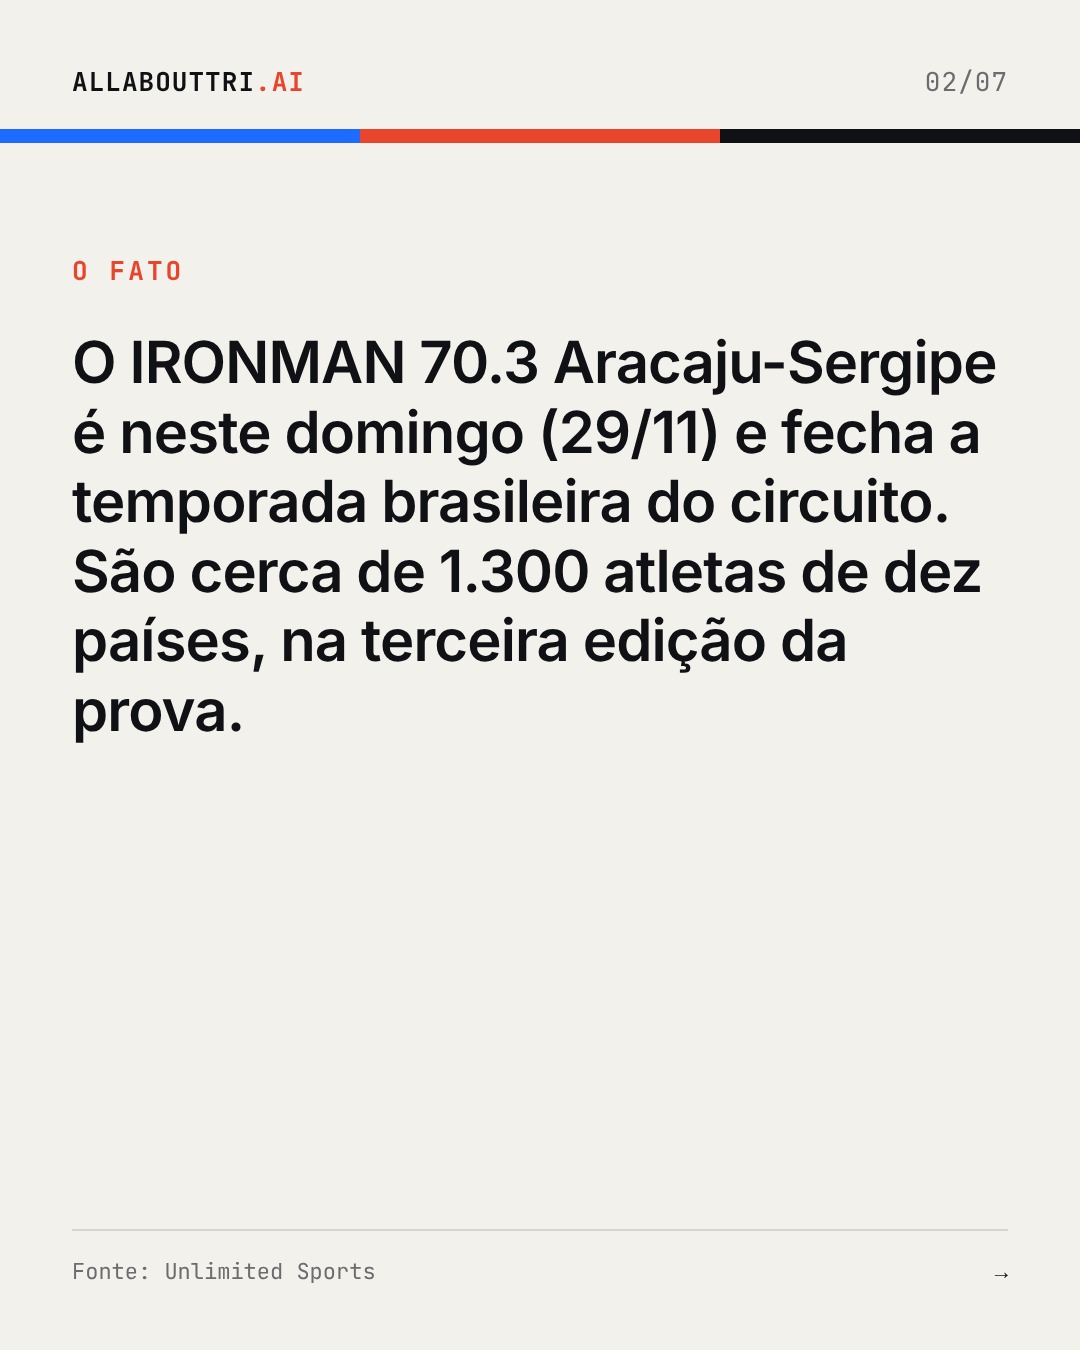 ALLABOUTTRI.AI
02/07
O FATO
O IRONMAN 70.3 Aracaju-Sergipe
é neste domingo (29/11) e fecha a
temporada brasileira do circuito.
São cerca de 1.300 atletas de dez
países, na terceira edição da
prova.
Fonte: Unlimited Sports
→